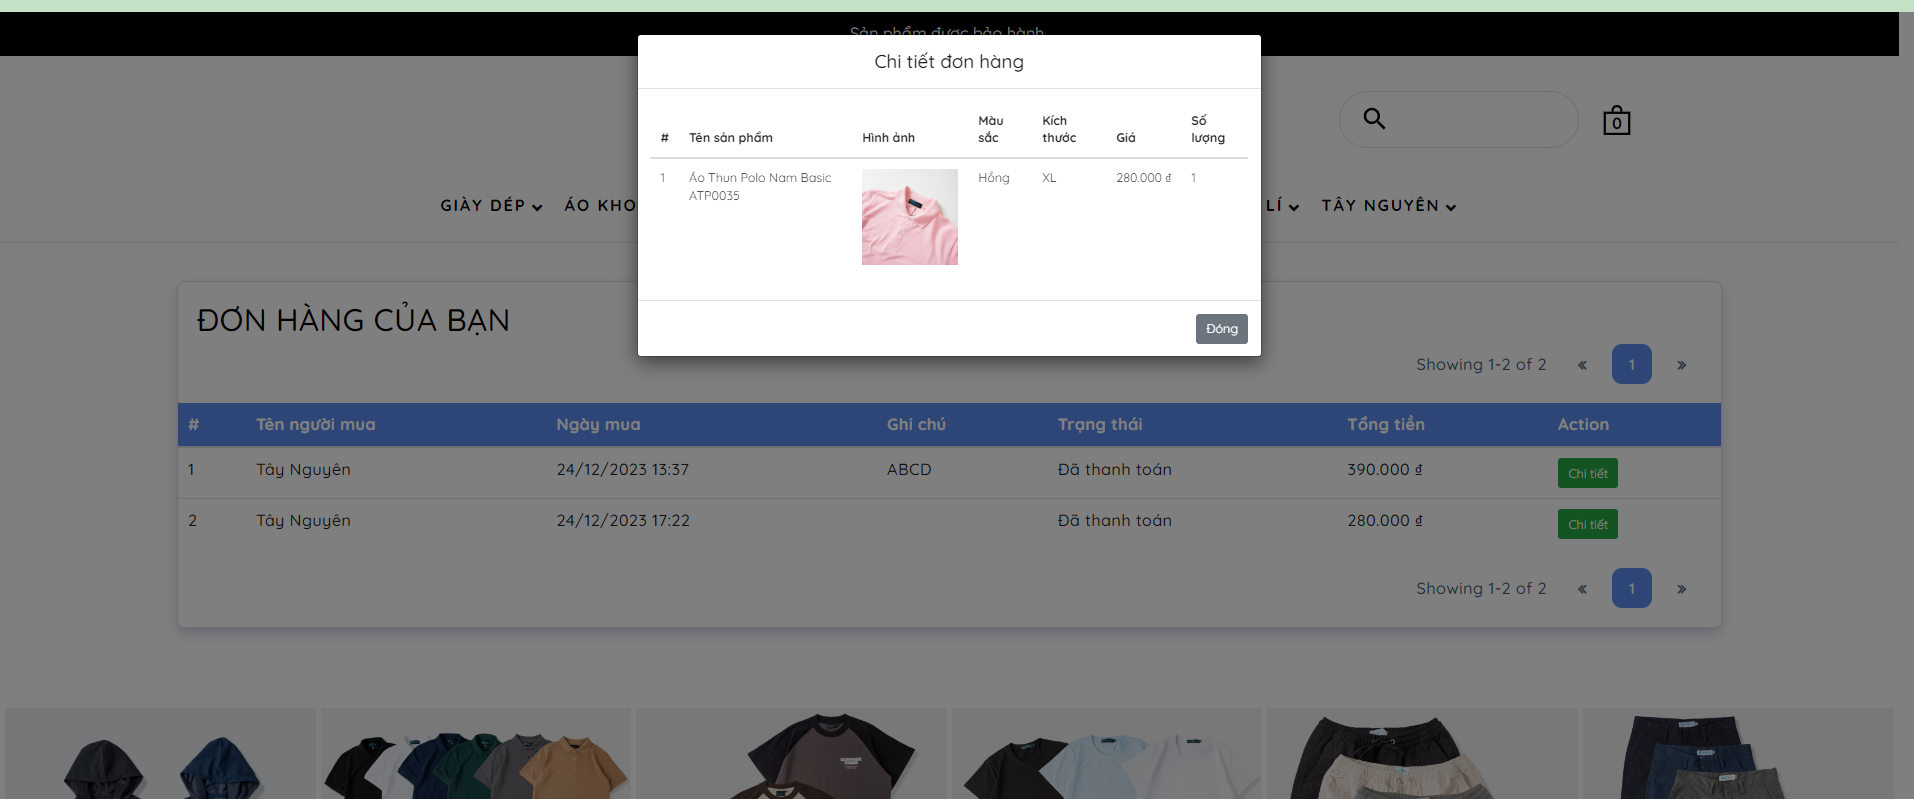 Sản phẩm được bảo hành
Chi tiết đơn hàng
# Tên sản phẩm Hình ảnh Màu sắc Kích thước Giá Số lượng
1 Áo Thun Polo Nam Basic ATP0035 Hồng XL 280.000 ₫ 1
Đóng
0
GIÀY DÉP ÁO KHO LÍ TÂY NGUYÊN
ĐƠN HÀNG CỦA BẠN
Showing 1-2 of 2 « 1 »
# Tên người mua Ngày mua Ghi chú Trạng thái Tổng tiền Action
1 Tây Nguyên 24/12/2023 13:37 ABCD Đã thanh toán 390.000 ₫ Chi tiết
2 Tây Nguyên 24/12/2023 17:22 Đã thanh toán 280.000 ₫ Chi tiết
Showing 1-2 of 2 « 1 »